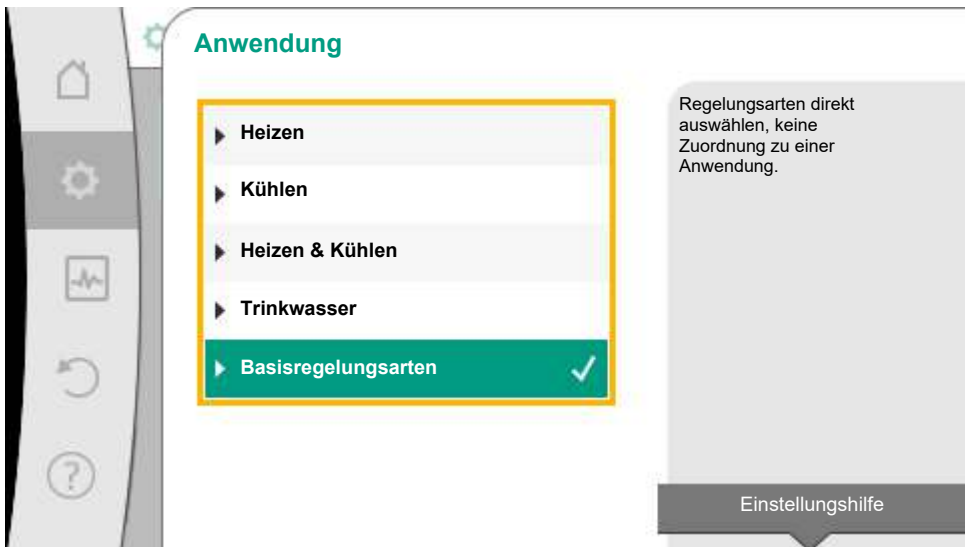 Anwendung
Heizen
Kühlen
Heizen & Kühlen
Trinkwasser
Basisregelungsarten
Regelungsarten direkt
auswählen, keine
Zuordnung zu einer
Anwendung.
Einstellungshilfe